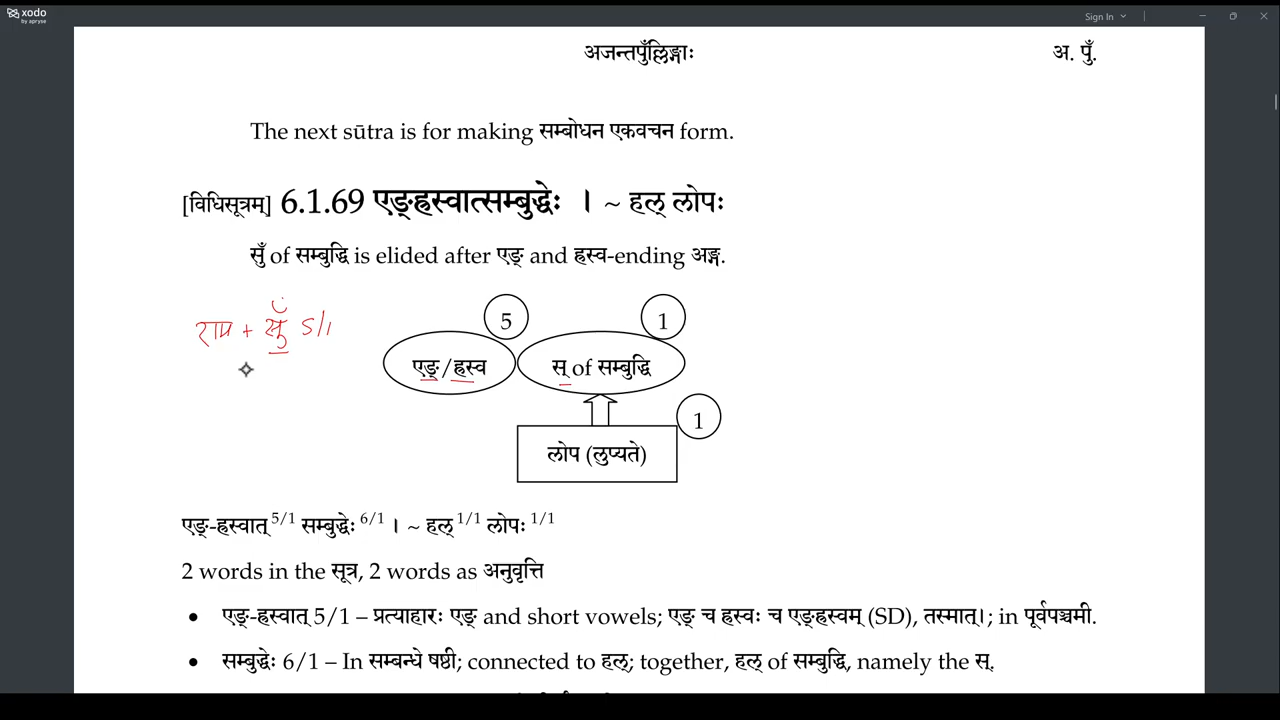 xodo
by apryse
Sign In
अजन्तपुँल्लिङ्गाः अ. पुँ.
The next sūtra is for making सम्बोधन एकवचन form.
[विधिसूत्रम्] 6.1.69 एङ्ह्रस्वात्सम्बुद्धेः । ~ हल् लोपः
सुँ of सम्बुद्धि is elided after एङ् and ह्रस्व-ending अङ्ग.
राम + सुँ S/1
5 1
एङ्/ह्रस्व स् of सम्बुद्धि
1
लोप (लुप्यते)
एङ्-ह्रस्वात् 5/1 सम्बुद्धेः 6/1 । ~ हल् 1/1 लोपः 1/1
2 words in the सूत्र, 2 words as अनुवृत्ति
• एङ्-ह्रस्वात् 5/1 – प्रत्याहारः एङ् and short vowels; एङ् च ह्रस्वः च एङ्ह्रस्वम् (SD), तस्मात्।; in पूर्वपञ्चमी.
• सम्बुद्धेः 6/1 – In सम्बन्धे षष्ठी; connected to हल्; together, हल् of सम्बुद्धि, namely the स्.